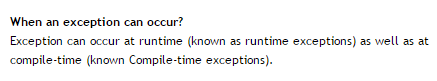 When an exception can occur?
Exception can occur at runtime (known as runtime exceptions) as well as at
compile-time (known Compile-time exceptions).